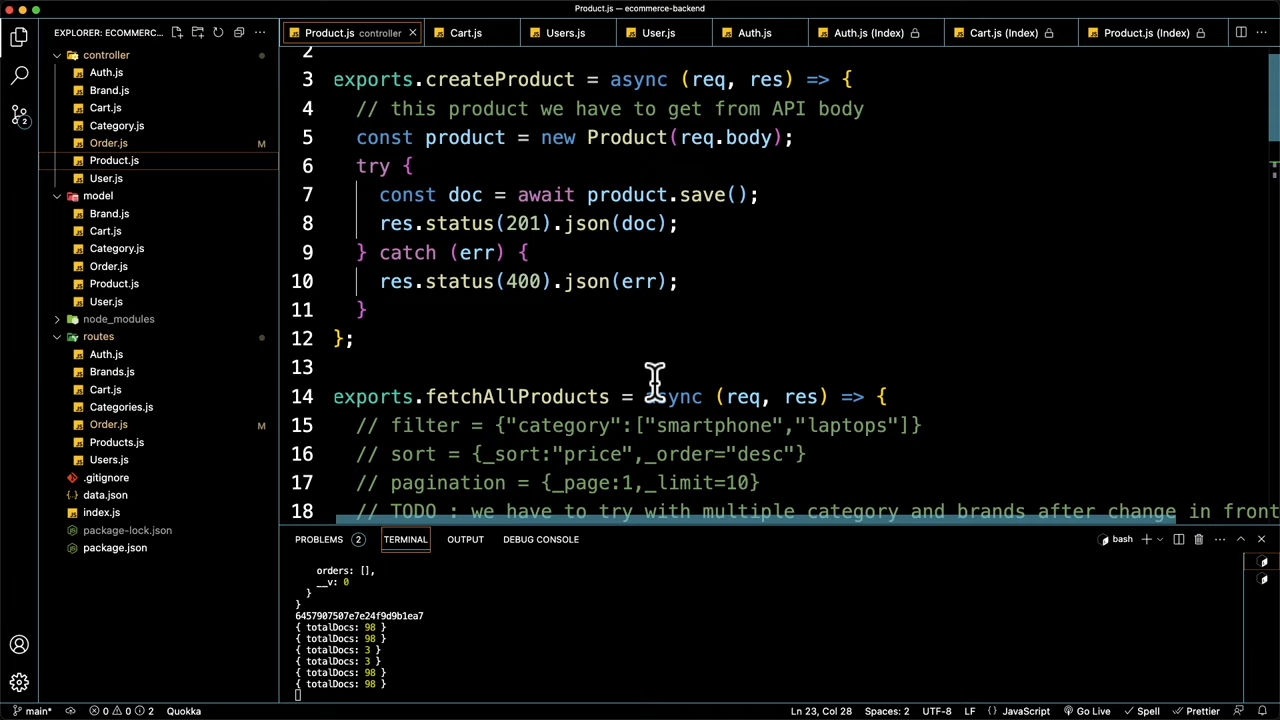 Product.js — ecommerce-backend
EXPLORER: ECOMMERC...
Product.js controller
Cart.js
Users.js
User.js
Auth.js
Auth.js (Index)
Cart.js (Index)
Product.js (Index)
controller
Auth.js
Brand.js
Cart.js
Category.js
Order.js M
Product.js
User.js
model
Brand.js
Cart.js
Category.js
Order.js
Product.js
User.js
node_modules
routes
Auth.js
Brands.js
Cart.js
Categories.js
Order.js M
Products.js
Users.js
.gitignore
data.json
index.js
package-lock.json
package.json
2
2
3 exports.createProduct = async (req, res) => {
4 // this product we have to get from API body
5 const product = new Product(req.body);
6 try {
7 const doc = await product.save();
8 res.status(201).json(doc);
9 } catch (err) {
10 res.status(400).json(err);
11 }
12 };
13
14 exports.fetchAllProducts = async (req, res) => {
15 // filter = {"category":["smartphone","laptops"]}
16 // sort = {_sort:"price",_order="desc"}
17 // pagination = {_page:1,_limit=10}
18 // TODO : we have to try with multiple category and brands after change in front
PROBLEMS 2 TERMINAL OUTPUT DEBUG CONSOLE
bash
orders: [],
__v: 0
}
}
6457907507e7e24f9d9b1ea7
{ totalDocs: 98 }
{ totalDocs: 98 }
{ totalDocs: 3 }
{ totalDocs: 3 }
{ totalDocs: 98 }
{ totalDocs: 98 }
main* 0 0 2 Quokka Ln 23, Col 28 Spaces: 2 UTF-8 LF {} JavaScript Go Live Spell Prettier